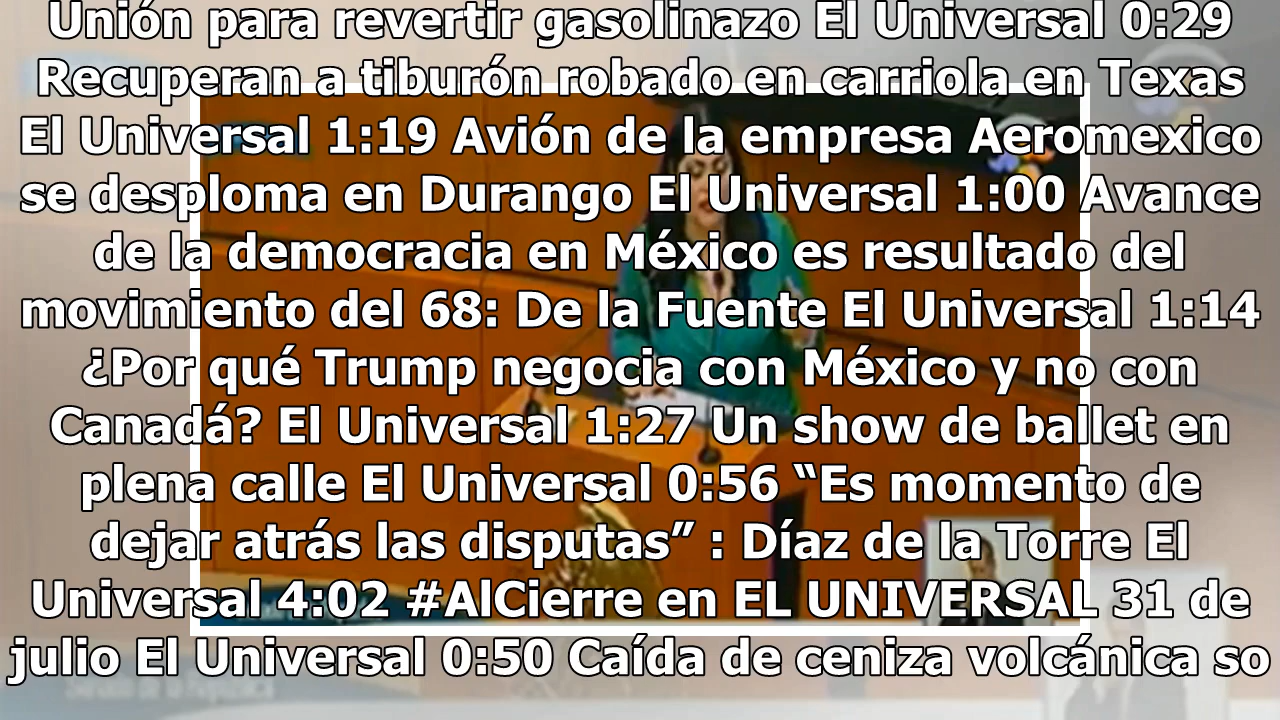 Unión para revertir gasolinazo El Universal 0:29
Recuperan a tiburón robado en carriola en Texas
El Universal 1:19 Avión de la empresa Aeromexico
se desploma en Durango El Universal 1:00 Avance
de la democracia en México es resultado del
movimiento del 68: De la Fuente El Universal 1:14
¿Por qué Trump negocia con México y no con
Canadá? El Universal 1:27 Un show de ballet en
plena calle El Universal 0:56 “Es momento de
dejar atrás las disputas” : Díaz de la Torre El
Universal 4:02 #AlCierre en EL UNIVERSAL 31 de
julio El Universal 0:50 Caída de ceniza volcánica so